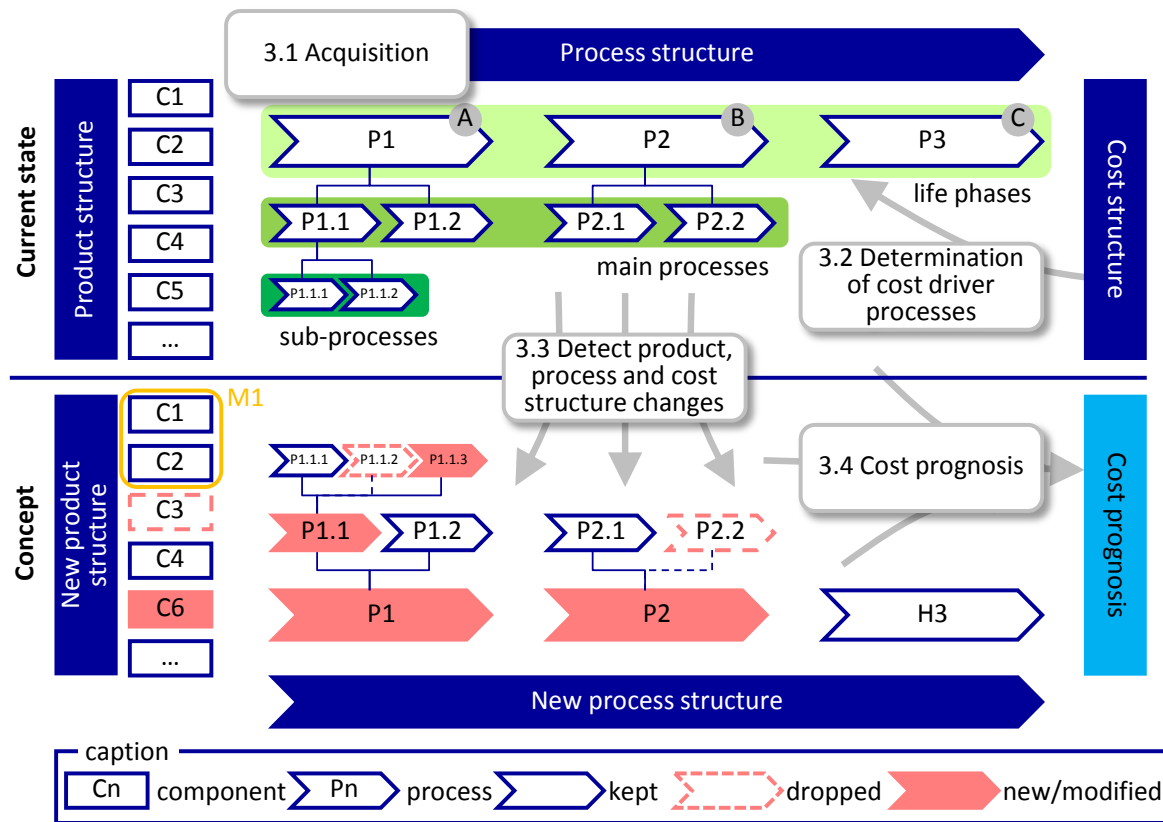 3.1 Acquisition
Process structure
Current state
Product structure
C1
C2
C3
C4
C5
...
P1
A
P2
B
P3
C
life phases
P1.1
P1.2
P2.1
P2.2
main processes
P1.1.1
P1.1.2
sub-processes
3.2 Determination
of cost driver
processes
Cost structure
3.3 Detect product,
process and cost
structure changes
Concept
New product
structure
M1
C1
C2
C3
C4
C6
...
P1.1.1
P1.1.2
P1.1.3
P1.1
P1.2
P2.1
P2.2
P1
P2
H3
3.4 Cost prognosis
Cost prognosis
New process structure
caption
Cn component
Pn process
kept
dropped
new/modified